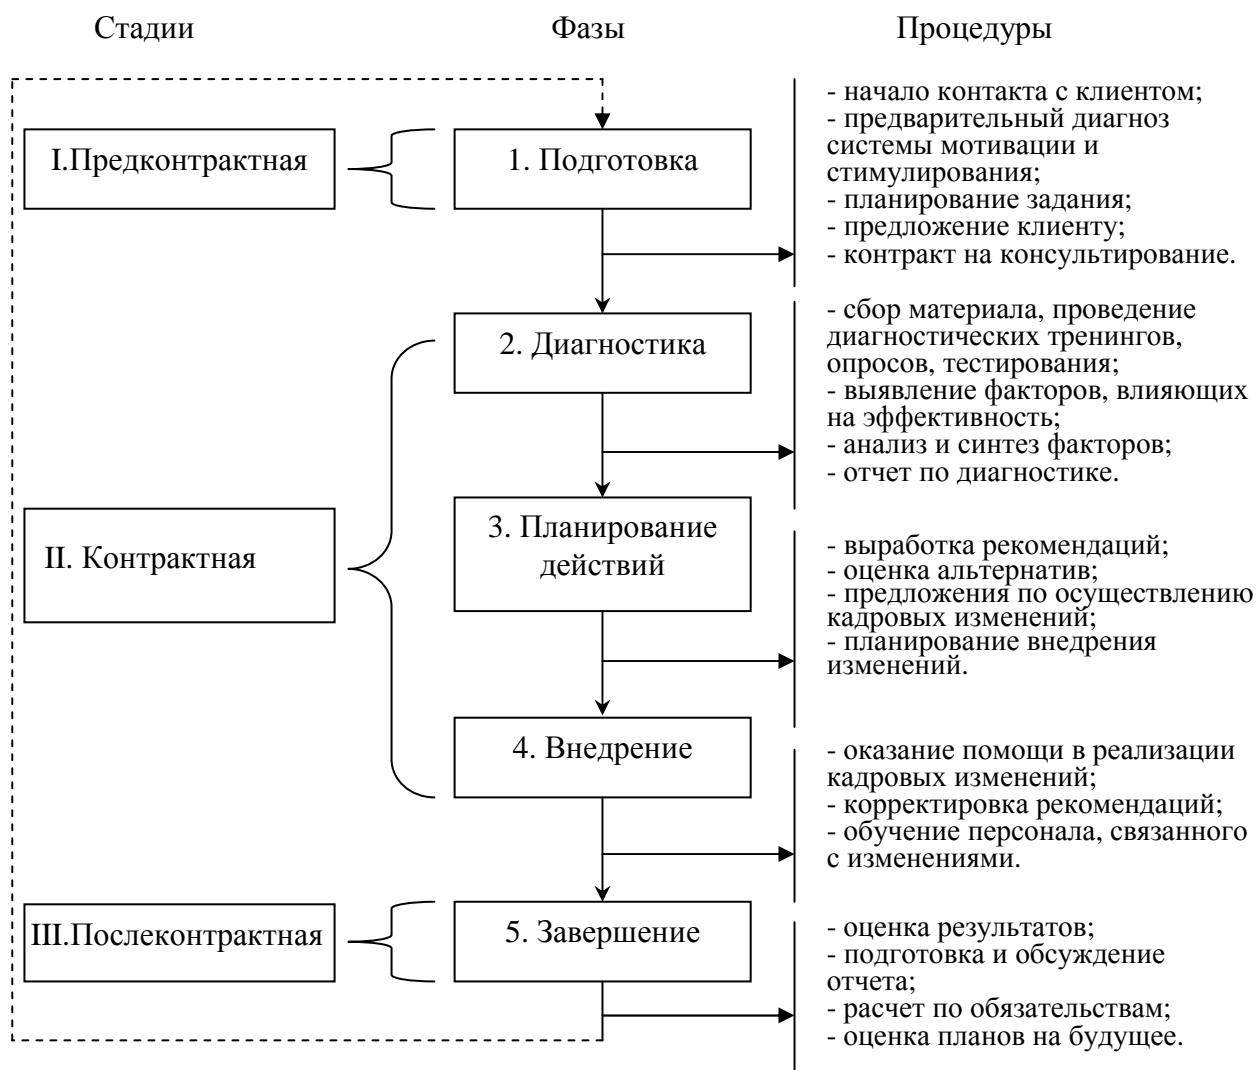 Стадии
Фазы
Процедуры
I.Предконтрактная
1. Подготовка
- начало контакта с клиентом;
- предварительный диагноз
системы мотивации и
стимулирования;
- планирование задания;
- предложение клиенту;
- контракт на консультирование.
2. Диагностика
- сбор материала, проведение
диагностических тренингов,
опросов, тестирования;
- выявление факторов, влияющих
на эффективность;
- анализ и синтез факторов;
- отчет по диагностике.
II. Контрактная
3. Планирование
действий
- выработка рекомендаций;
- оценка альтернатив;
- предложения по осуществлению
кадровых изменений;
- планирование внедрения
изменений.
4. Внедрение
- оказание помощи в реализации
кадровых изменений;
- корректировка рекомендаций;
- обучение персонала, связанного
с изменениями.
III.Послеконтрактная
5. Завершение
- оценка результатов;
- подготовка и обсуждение
отчета;
- расчет по обязательствам;
- оценка планов на будущее.